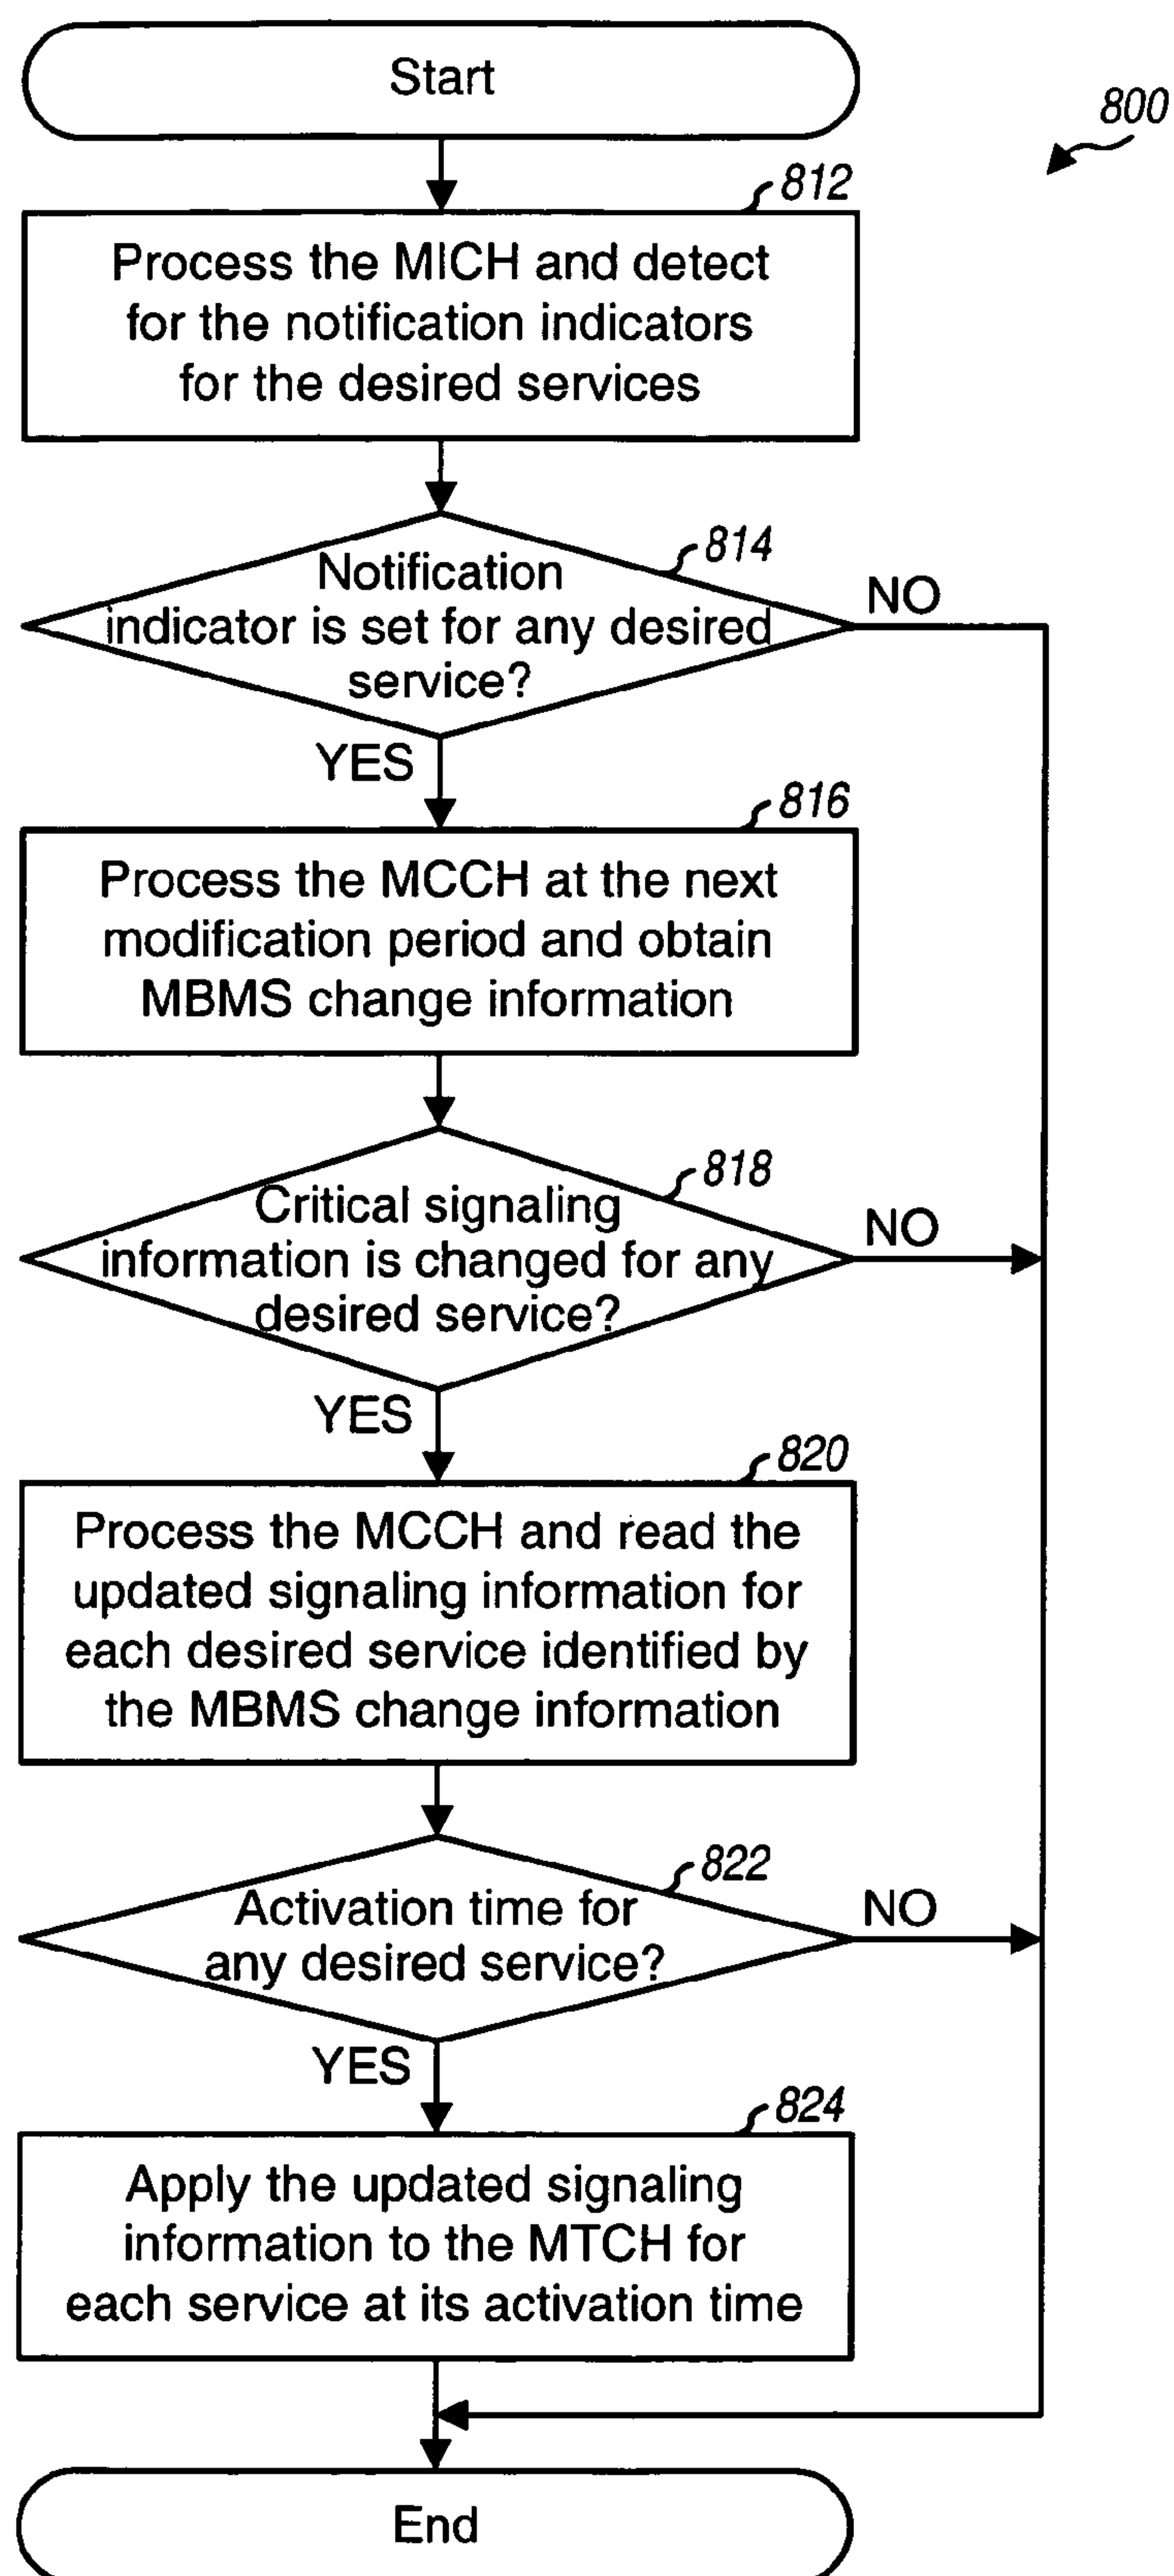 Start
800
812
Process the MICH and detect
for the notification indicators
for the desired services
814
Notification
indicator is set for any desired
service?
NO
YES
816
Process the MCCH at the next
modification period and obtain
MBMS change information
818
Critical signaling
information is changed for any
desired service?
NO
YES
820
Process the MCCH and read the
updated signaling information for
each desired service identified by
the MBMS change information
822
Activation time for
any desired service?
NO
YES
824
Apply the updated signaling
information to the MTCH for
each service at its activation time
End